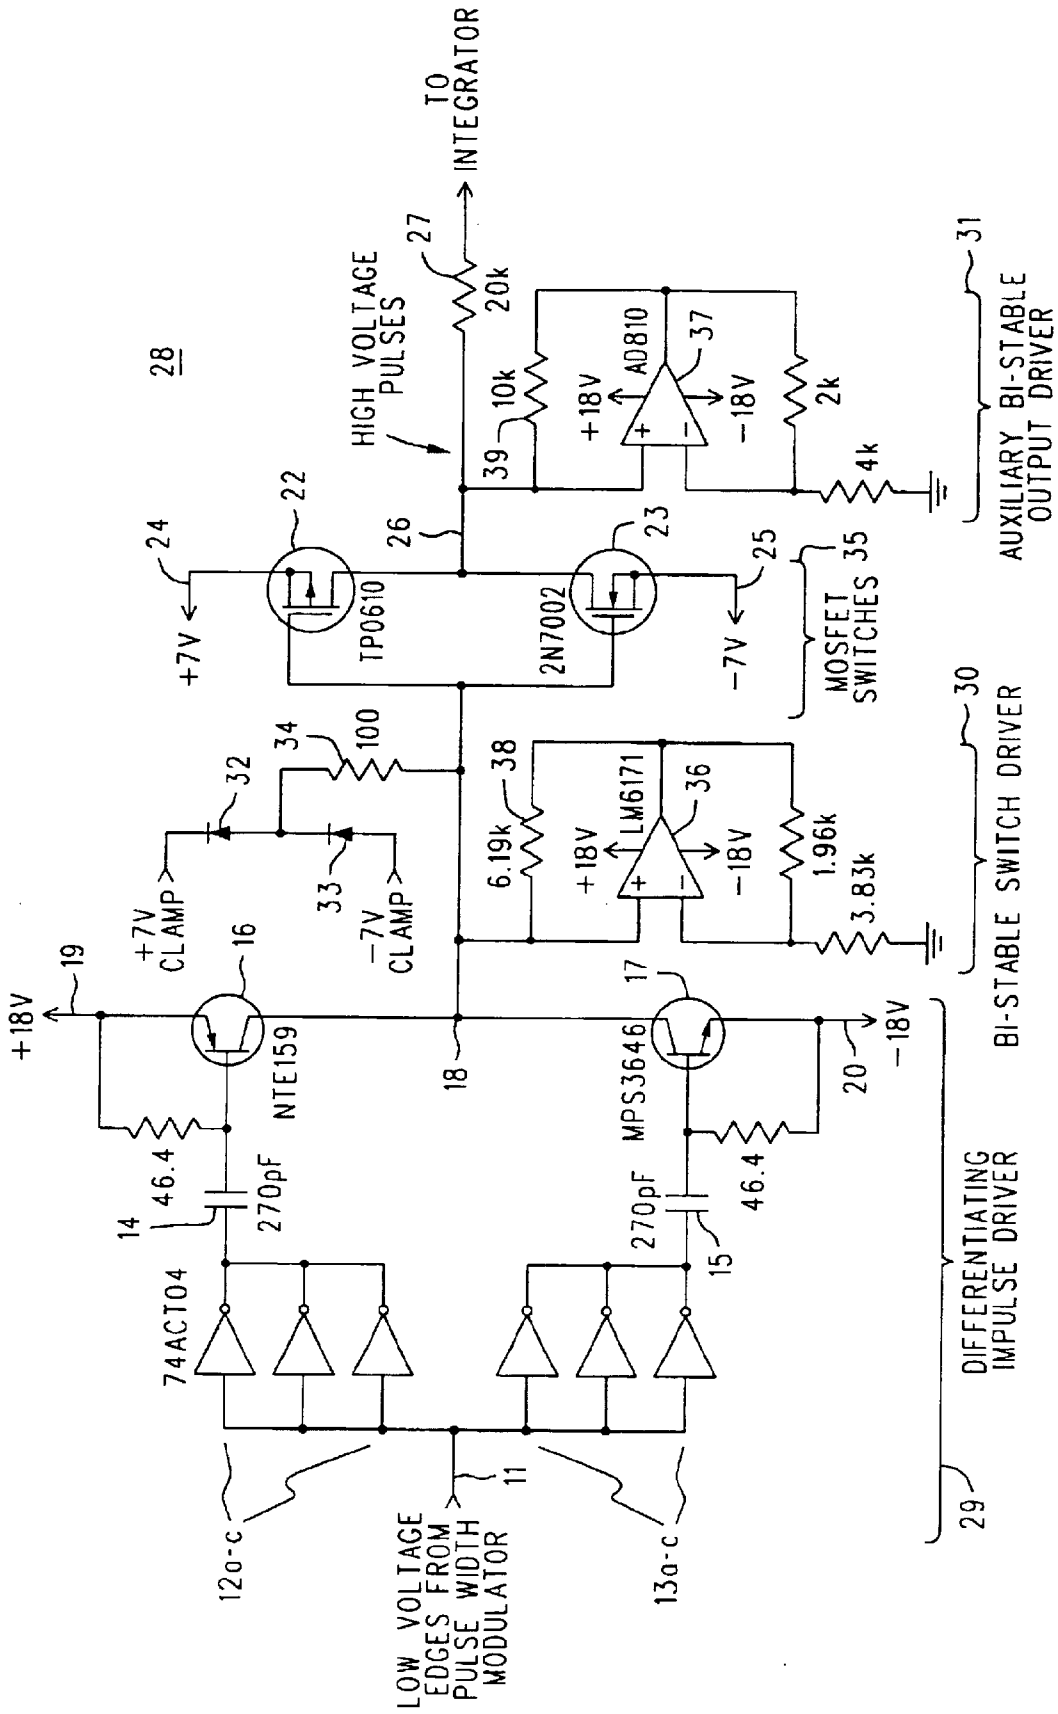 28
LOW VOLTAGE
EDGES FROM
PULSE WIDTH
MODULATOR
11
12a-c
13a-c
74ACT04
14
270pF
46.4
+18V
19
16
NTE159
18
270pF
15
46.4
MPS3646
17
20
-18V
+7V
CLAMP
-7V
CLAMP
32
33
34
100
6.19k
38
+18V
LM6171
36
+
-
-18V
1.96k
3.83k
+7V
24
22
TP0610
26
2N7002
23
25
-7V
HIGH VOLTAGE
PULSES
27
20k
TO
INTEGRATOR
39
10k
+18V
AD810
37
+
-
-18V
2k
4k
29
DIFFERENTIATING
IMPULSE DRIVER
30
BI-STABLE SWITCH DRIVER
35
MOSFET
SWITCHES
31
AUXILIARY BI-STABLE
OUTPUT DRIVER